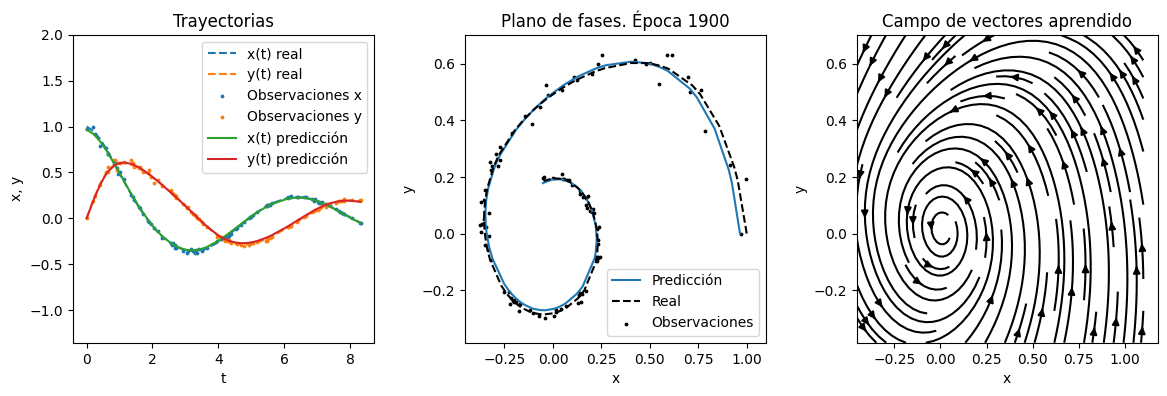 Trayectorias
x, y
2.0
1.5
1.0
0.5
0.0
−0.5
−1.0
x(t) real
y(t) real
Observaciones x
Observaciones y
x(t) predicción
y(t) predicción
0 2 4 6 8
t
Plano de fases. Época 1900
y
0.6
0.4
0.2
0.0
−0.2
Predicción
Real
Observaciones
−0.25 0.00 0.25 0.50 0.75 1.00
x
Campo de vectores aprendido
y
0.6
0.4
0.2
0.0
−0.2
−0.25 0.00 0.25 0.50 0.75 1.00
x